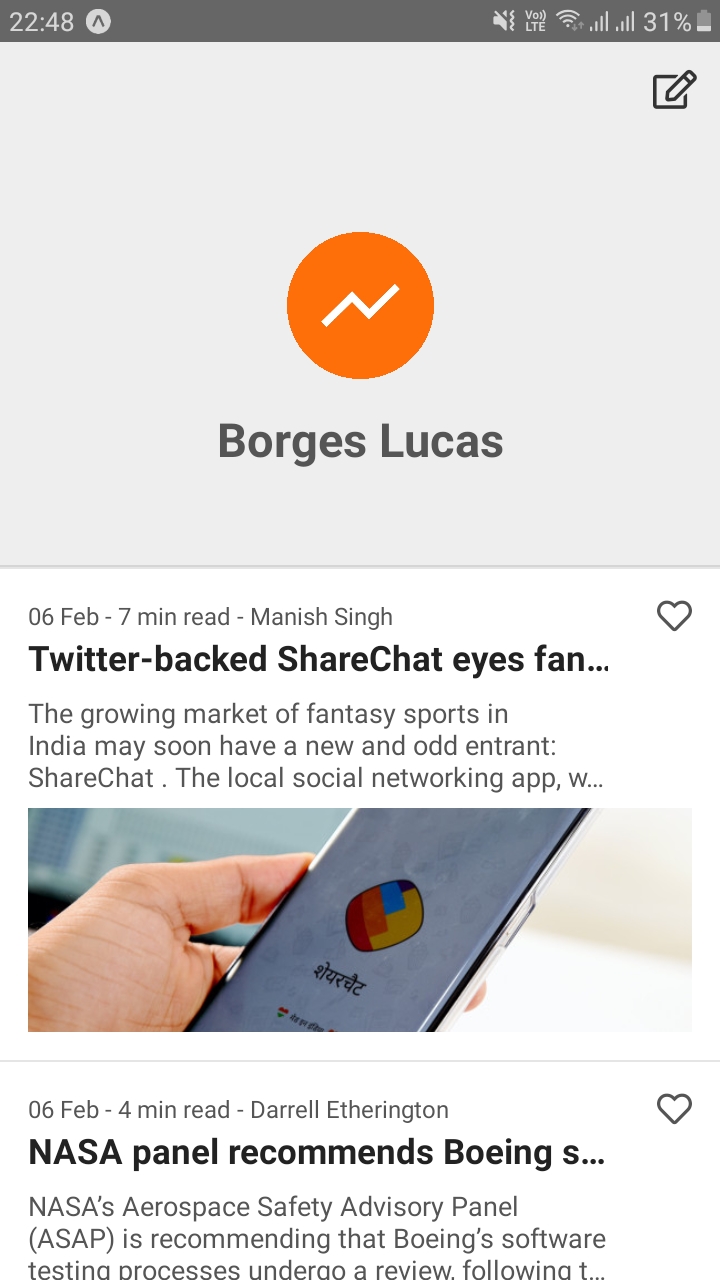 22:48 Vo)) LTE 31%
Borges Lucas
06 Feb - 7 min read - Manish Singh
Twitter-backed ShareChat eyes fan...
The growing market of fantasy sports in
India may soon have a new and odd entrant:
ShareChat . The local social networking app, w...
शेयरचैट
06 Feb - 4 min read - Darrell Etherington
NASA panel recommends Boeing s...
NASA’s Aerospace Safety Advisory Panel
(ASAP) is recommending that Boeing’s software
testing processes undergo a review, following t...